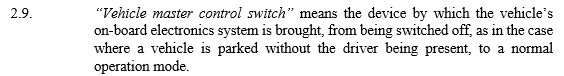 2.9. "Vehicle master control switch" means the device by which the vehicle's
on-board electronics system is brought, from being switched off, as in the case
where a vehicle is parked without the driver being present, to a normal
operation mode.